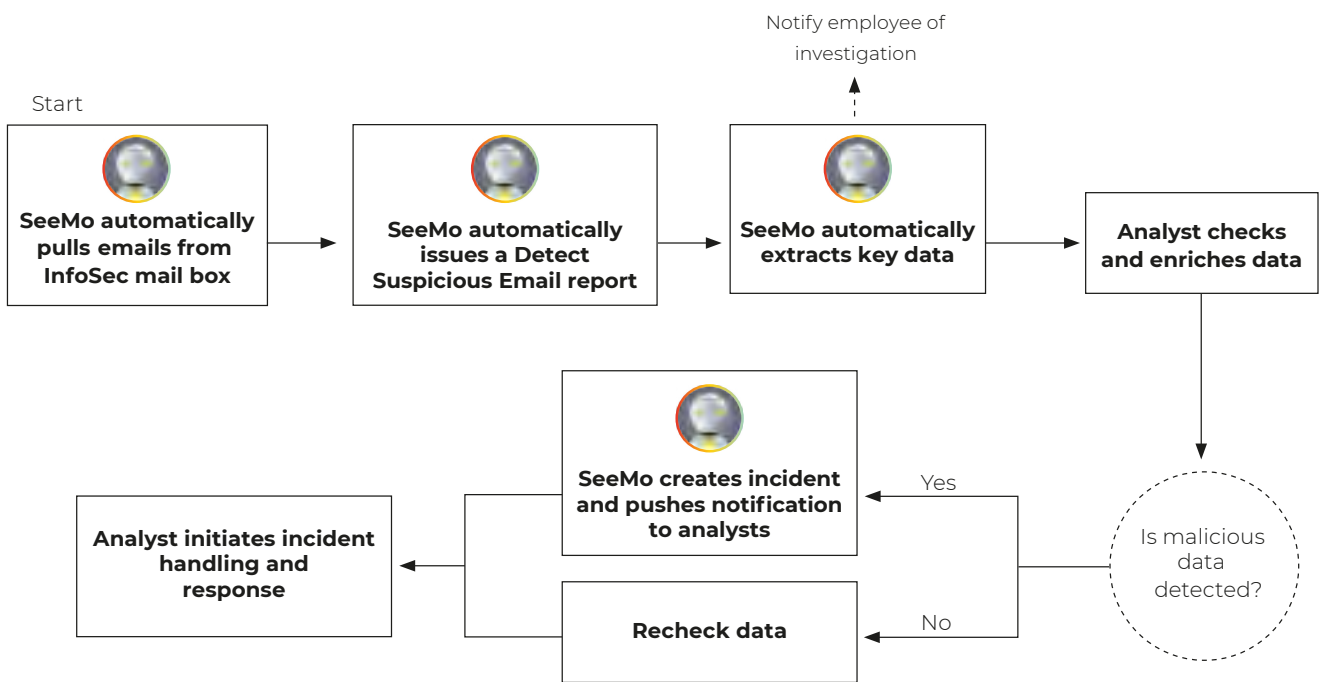 Notify employee of
investigation
Start
SeeMo automatically
pulls emails from
InfoSec mail box
SeeMo automatically
issues a Detect
Suspicious Email report
SeeMo automatically
extracts key data
Analyst checks
and enriches data
SeeMo creates incident
and pushes notification
to analysts
Yes
Is malicious
data
detected?
Analyst initiates incident
handling and
response
Recheck data
No